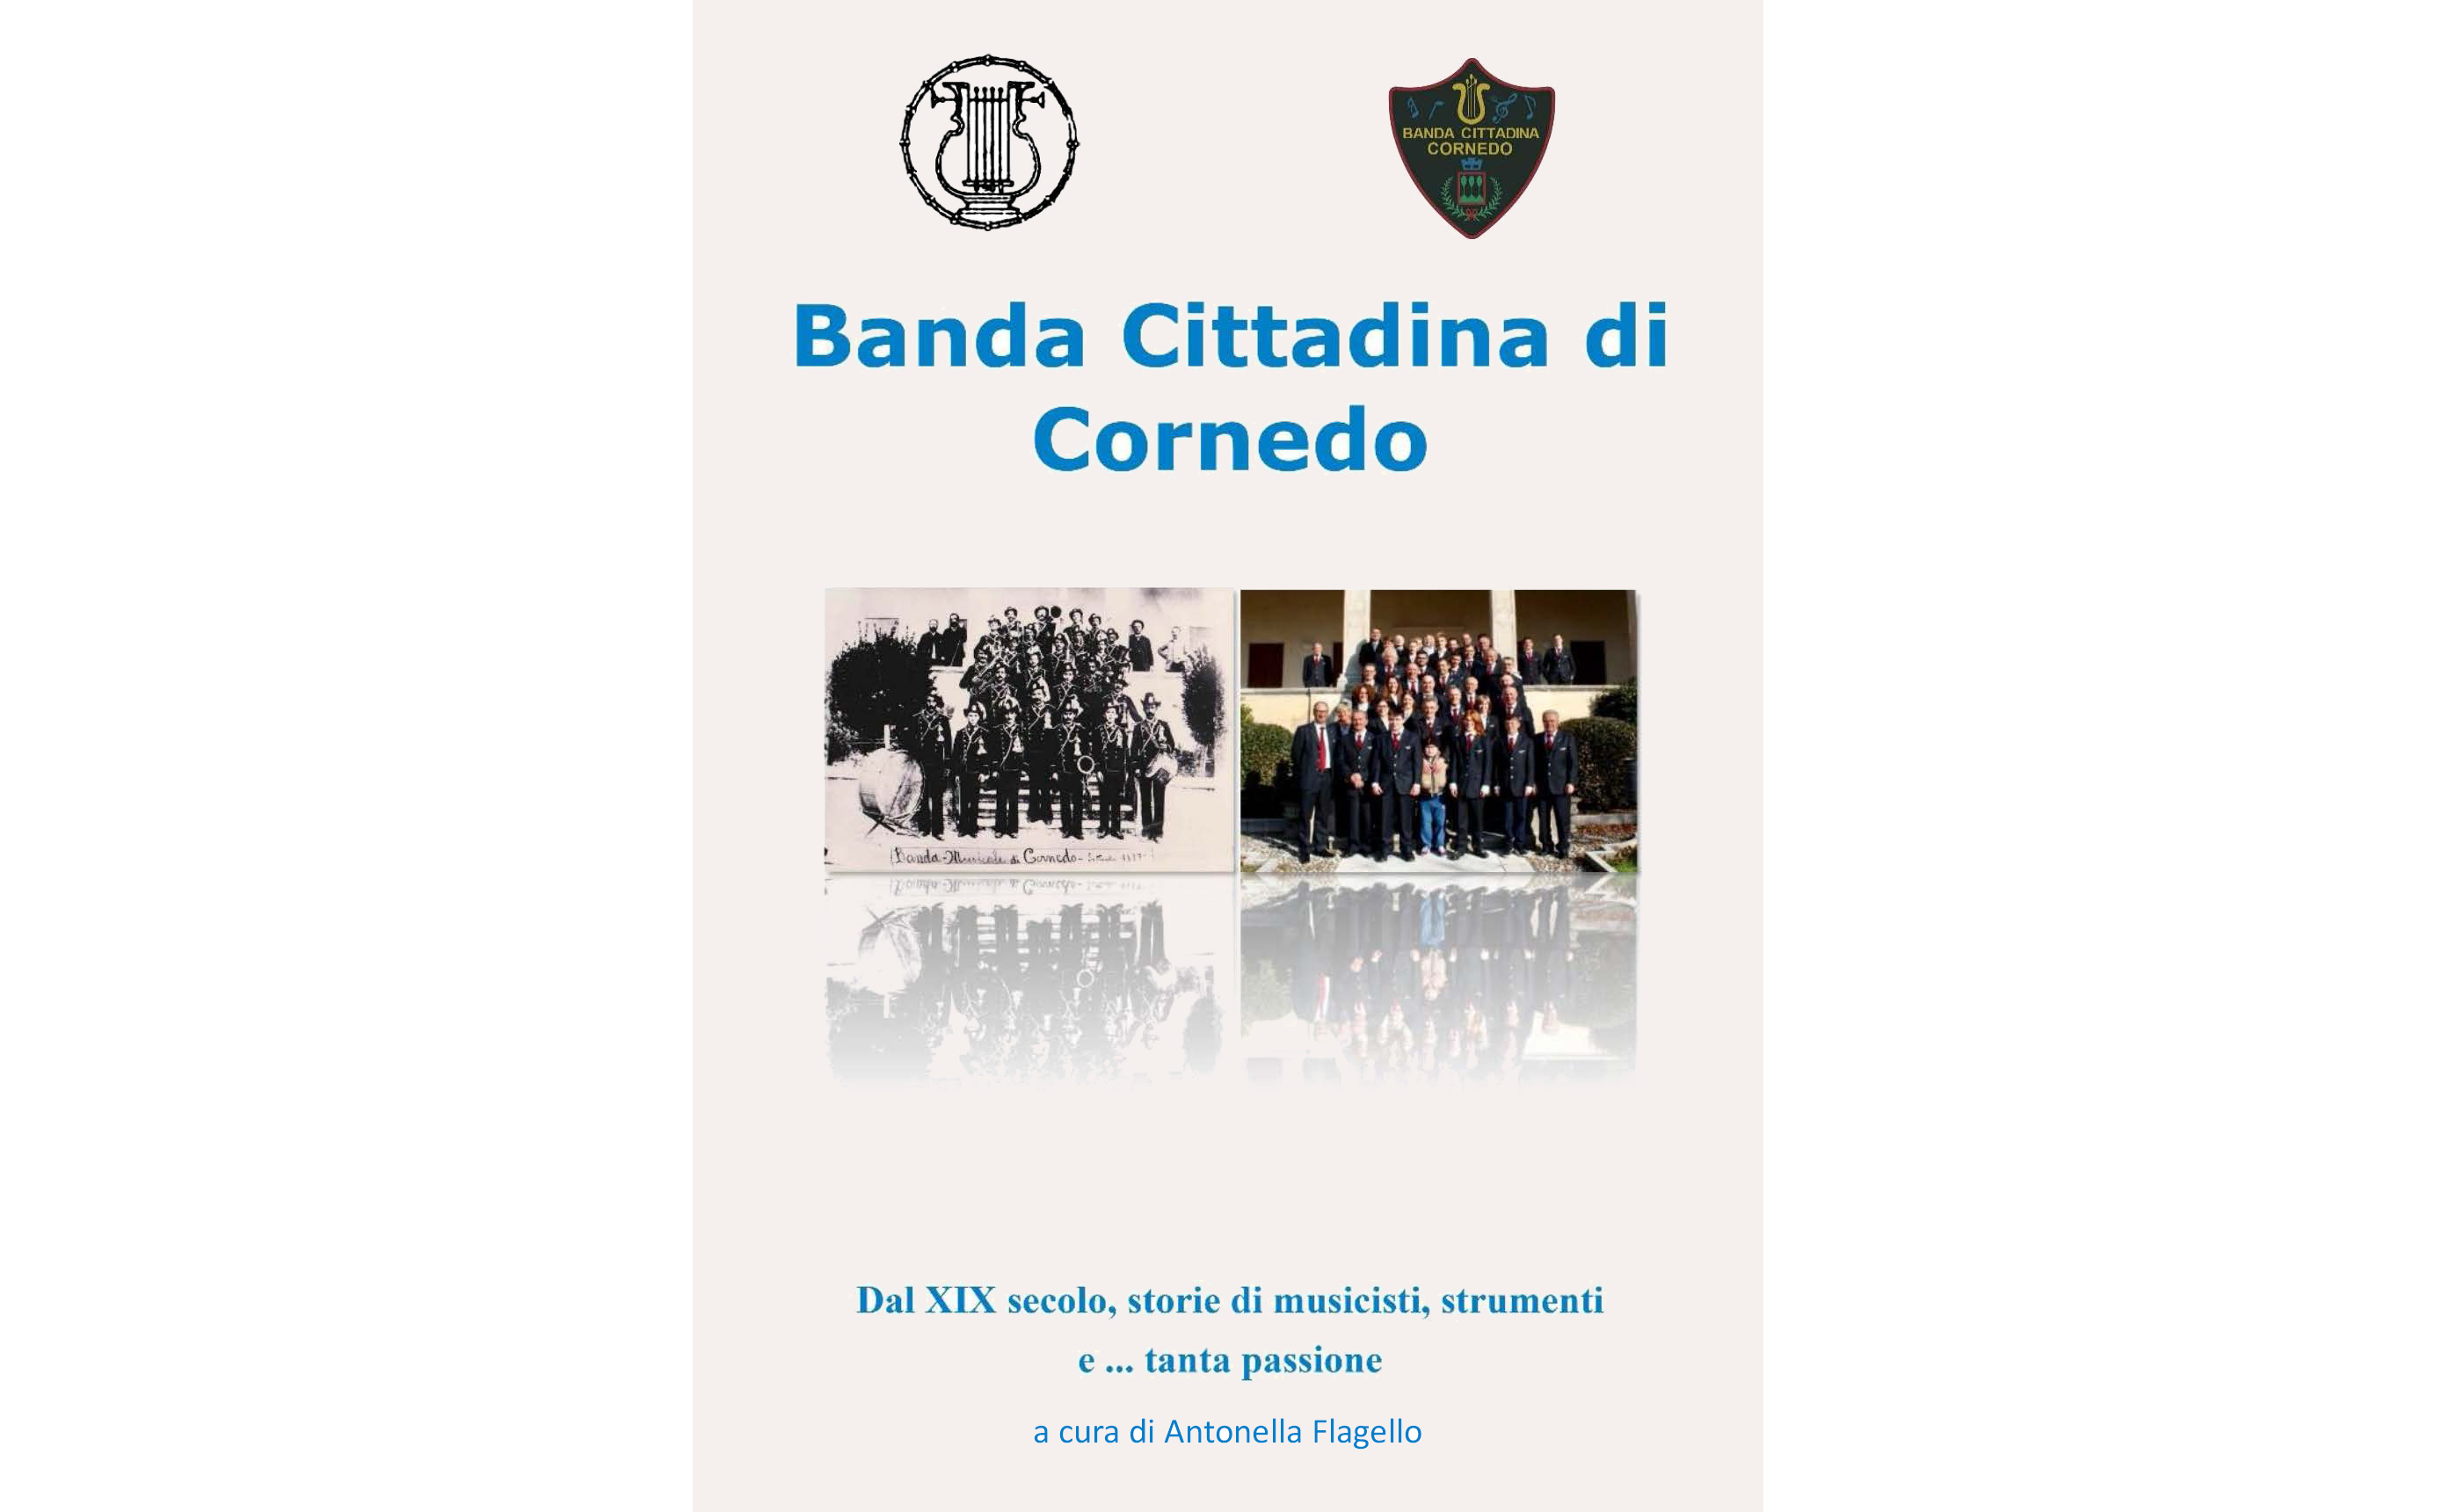 BANDA CITTADINA
CORNEDO
Banda Cittadina di
Cornedo
Banda Musicale di Cornedo -
Dal XIX secolo, storie di musicisti, strumenti
e ... tanta passione
a cura di Antonella Flagello